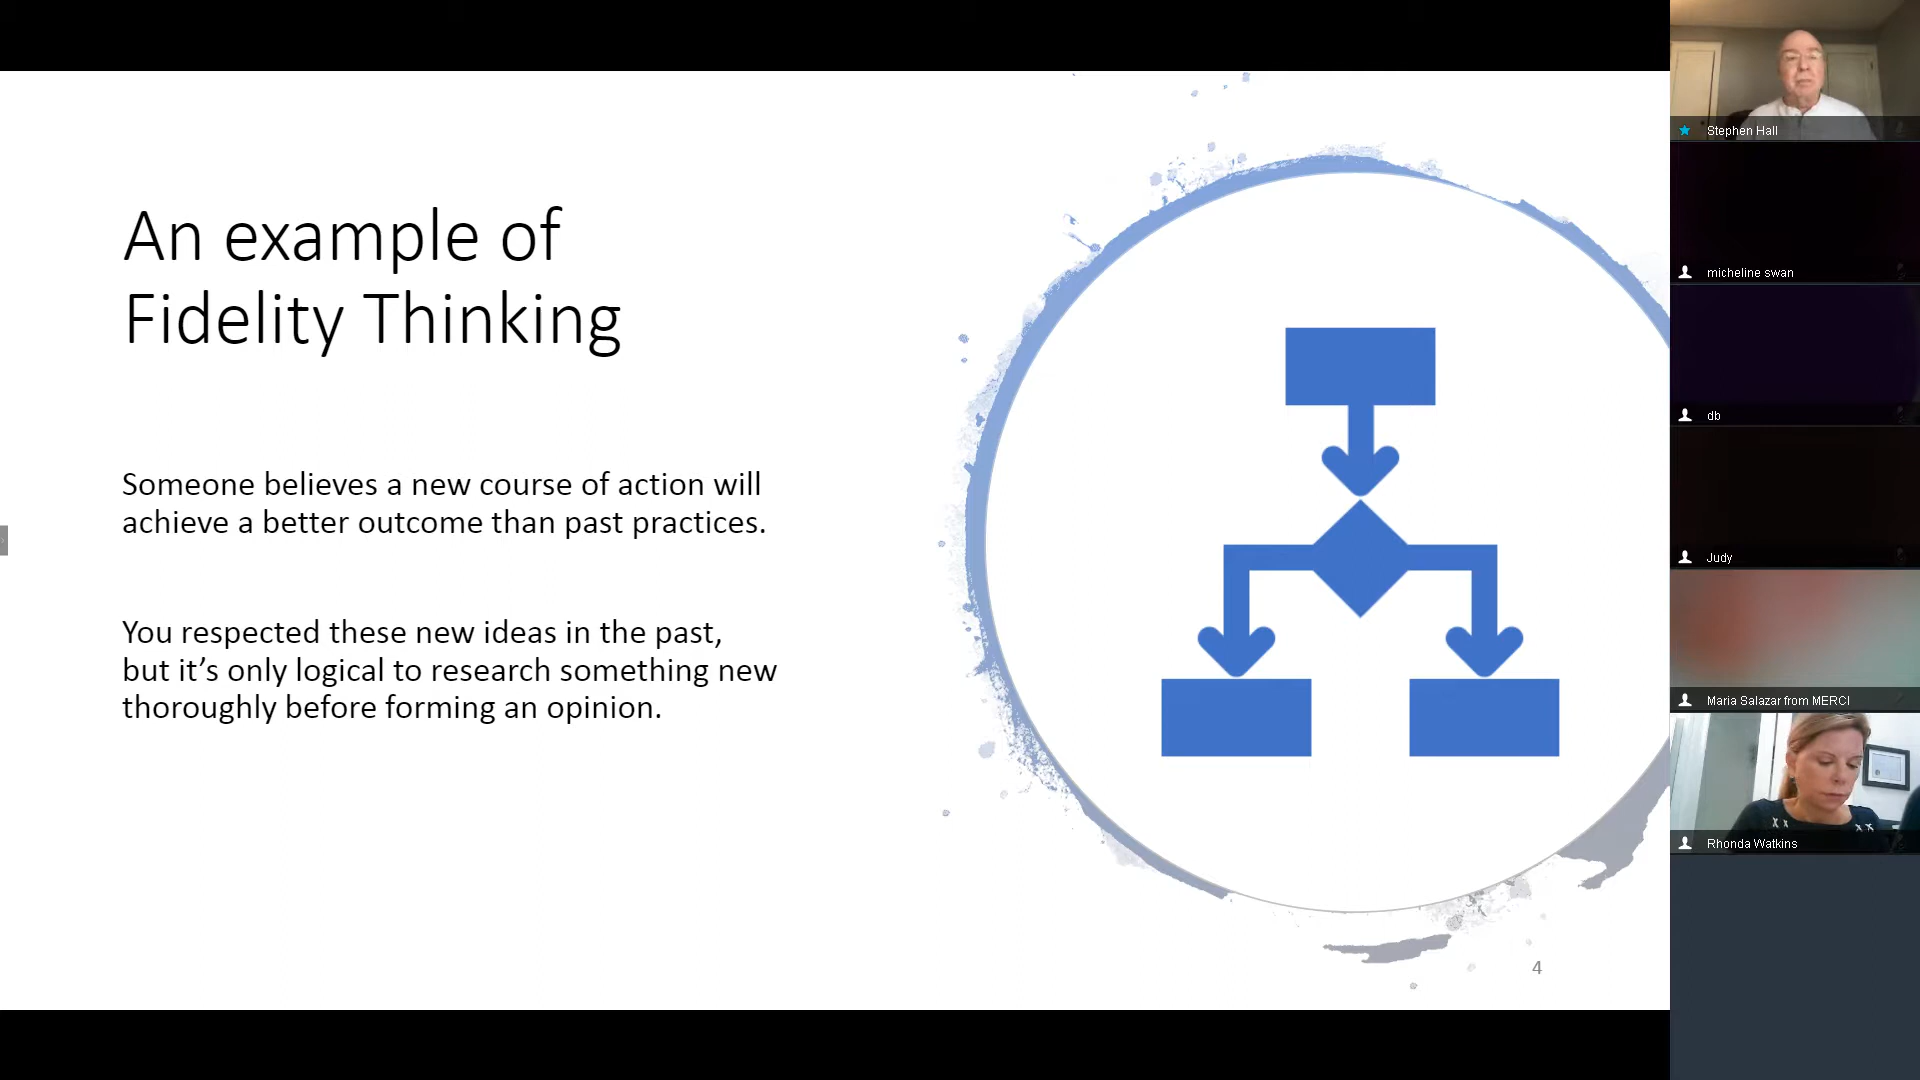 An example of
Fidelity Thinking
Someone believes a new course of action will
achieve a better outcome than past practices.
You respected these new ideas in the past,
but it’s only logical to research something new
thoroughly before forming an opinion.
4
Stephen Hall
micheline swan
db
Judy
Maria Salazar from MERCI
Rhonda Watkins